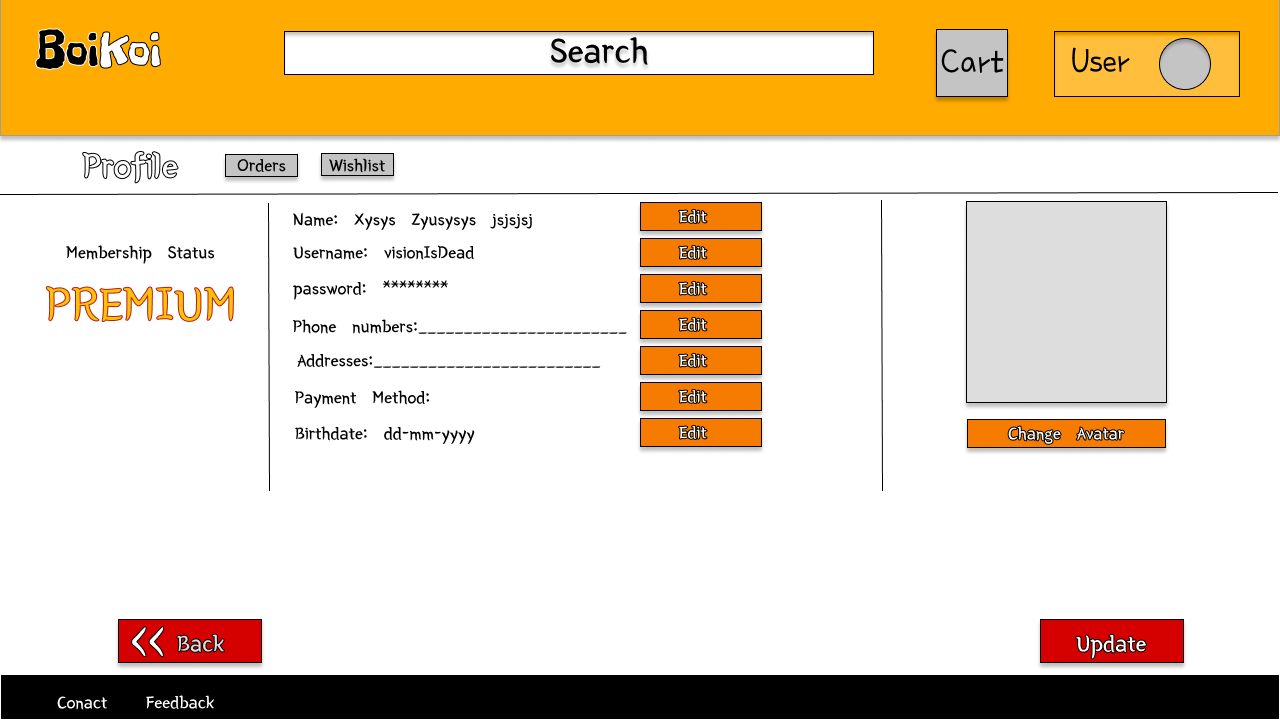 BoiKoi
Search
Cart
User
Profile
Orders
Wishlist
Membership Status
PREMIUM
Name: Xysys Zyusysys jsjsjsj Edit
Username: visionIsDead Edit
password: ******** Edit
Phone numbers:_______________________ Edit
Addresses:_________________________ Edit
Payment Method: Edit
Birthdate: dd-mm-yyyy Edit
Change Avatar
Back
Update
Conact
Feedback